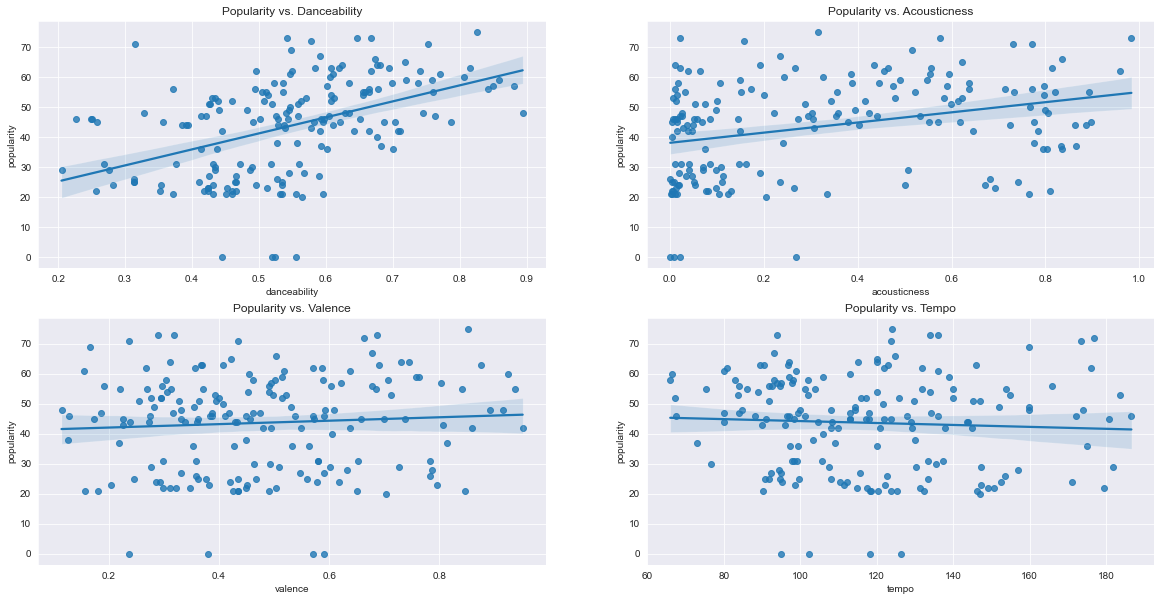 Popularity vs. Danceability
popularity
70
60
50
40
30
20
10
0
0.2 0.3 0.4 0.5 0.6 0.7 0.8 0.9
danceability
Popularity vs. Acousticness
popularity
70
60
50
40
30
20
10
0
0.0 0.2 0.4 0.6 0.8 1.0
acousticness
Popularity vs. Valence
popularity
70
60
50
40
30
20
10
0
0.2 0.4 0.6 0.8
valence
Popularity vs. Tempo
popularity
70
60
50
40
30
20
10
0
60 80 100 120 140 160 180
tempo